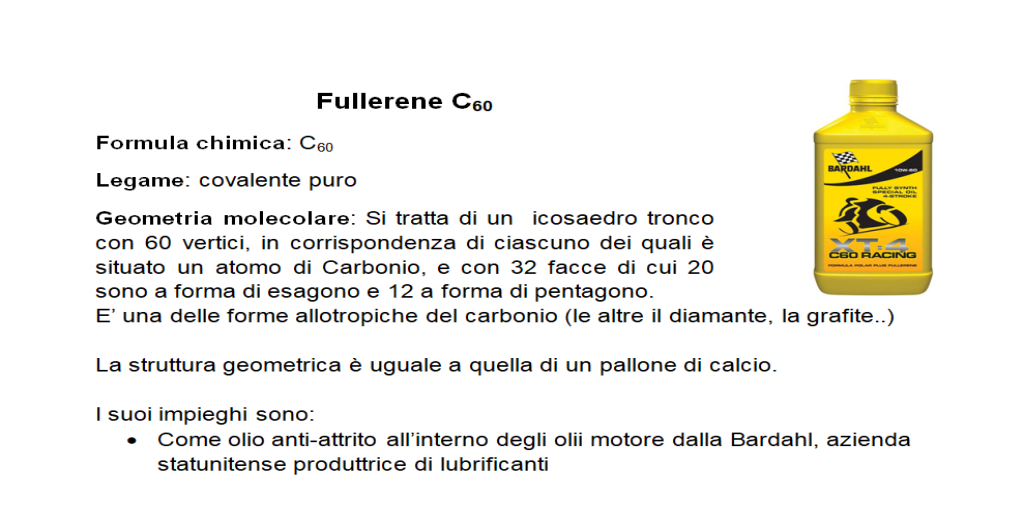 Fullerene C₆₀
Formula chimica: C₆₀
Legame: covalente puro
Geometria molecolare: Si tratta di un icosaedro tronco
con 60 vertici, in corrispondenza di ciascuno dei quali è
situato un atomo di Carbonio, e con 32 facce di cui 20
sono a forma di esagono e 12 a forma di pentagono.
E' una delle forme allotropiche del carbonio (le altre il diamante, la grafite..)
La struttura geometrica è uguale a quella di un pallone di calcio.
I suoi impieghi sono:
• Come olio anti-attrito all'interno degli olii motore dalla Bardahl, azienda
statunitense produttrice di lubrificanti
BARDAHL
10W-60
FULLY SYNTH
SPECIAL OIL
4-STROKE
XT-4
C60 RACING
FORMULA POLAR PLUS FULLERENE